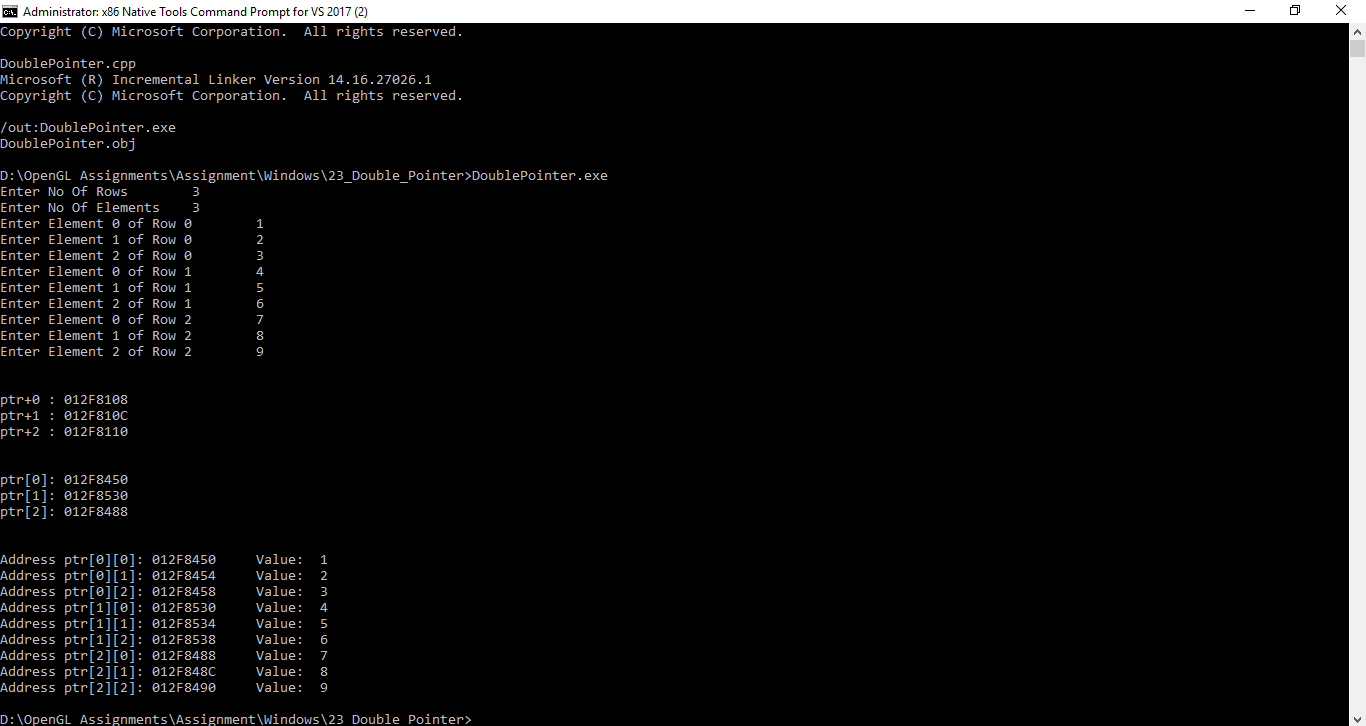 Administrator: x86 Native Tools Command Prompt for VS 2017 (2)
Copyright (C) Microsoft Corporation.  All rights reserved.
DoublePointer.cpp
Microsoft (R) Incremental Linker Version 14.16.27026.1
Copyright (C) Microsoft Corporation.  All rights reserved.
/out:DoublePointer.exe
DoublePointer.obj
D:\OpenGL Assignments\Assignment\Windows\23_Double_Pointer>DoublePointer.exe
Enter No Of Rows        3
Enter No Of Elements    3
Enter Element 0 of Row 0        1
Enter Element 1 of Row 0        2
Enter Element 2 of Row 0        3
Enter Element 0 of Row 1        4
Enter Element 1 of Row 1        5
Enter Element 2 of Row 1        6
Enter Element 0 of Row 2        7
Enter Element 1 of Row 2        8
Enter Element 2 of Row 2        9
ptr+0 : 012F8108
ptr+1 : 012F810C
ptr+2 : 012F8110
ptr[0]: 012F8450
ptr[1]: 012F8530
ptr[2]: 012F8488
Address ptr[0][0]: 012F8450     Value:  1
Address ptr[0][1]: 012F8454     Value:  2
Address ptr[0][2]: 012F8458     Value:  3
Address ptr[1][0]: 012F8530     Value:  4
Address ptr[1][1]: 012F8534     Value:  5
Address ptr[1][2]: 012F8538     Value:  6
Address ptr[2][0]: 012F8488     Value:  7
Address ptr[2][1]: 012F848C     Value:  8
Address ptr[2][2]: 012F8490     Value:  9
D:\OpenGL Assignments\Assignment\Windows\23_Double_Pointer>